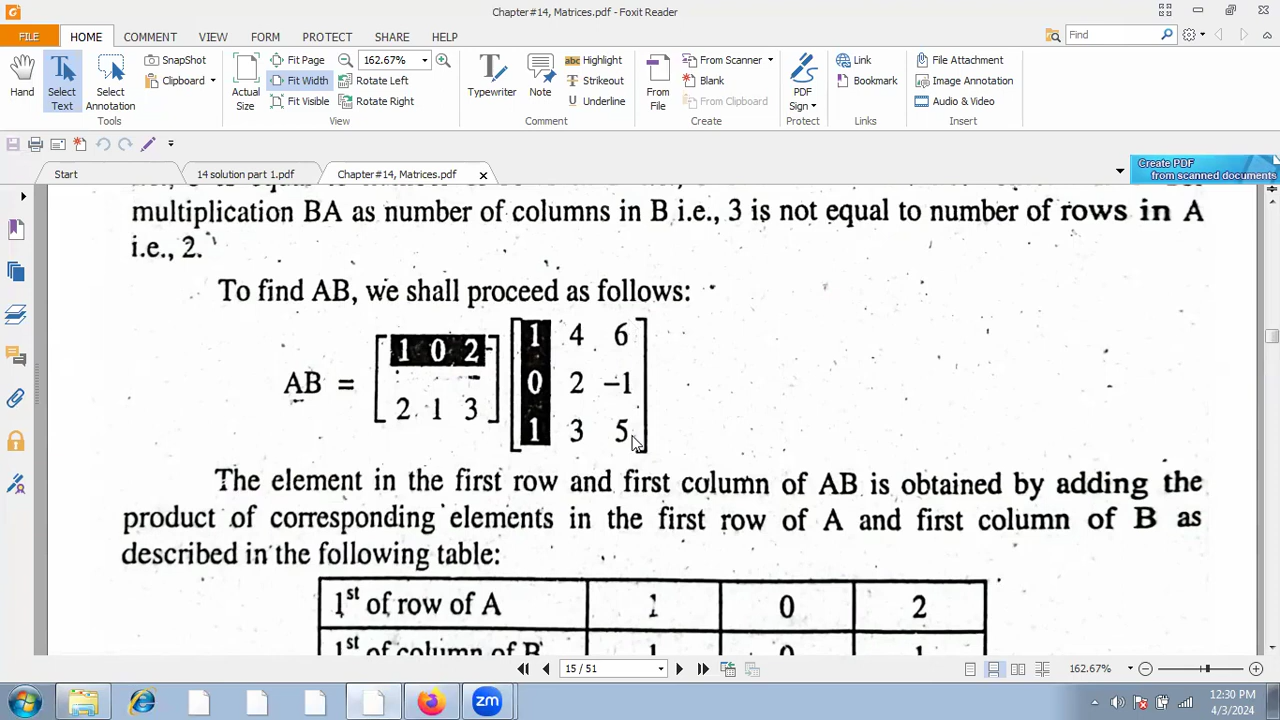 Chapter#14, Matrices.pdf - Foxit Reader
FILE HOME COMMENT VIEW FORM PROTECT SHARE HELP
Find
SnapShot
Clipboard
Hand
Select Text
Select Annotation
Tools
Actual Size
Fit Page
Fit Width
Fit Visible
162.67%
Rotate Left
Rotate Right
View
Typewriter
Note
Highlight
Strikeout
Underline
Comment
From File
From Scanner
Blank
From Clipboard
Create
PDF Sign
Protect
Link
Bookmark
Links
File Attachment
Image Annotation
Audio & Video
Insert
Start
14 solution part 1.pdf
Chapter#14, Matrices.pdf
Create PDF
from scanned documents
multiplication BA as number of columns in B i.e., 3 is not equal to number of rows in A
i.e., 2.
To find AB, we shall proceed as follows:
AB = [1 0 2
2 1 3] [1 4 6
0 2 –1
1 3 5]
The element in the first row and first column of AB is obtained by adding the
product of corresponding elements in the first row of A and first column of B as
described in the following table:
1st of row of A 1 0 2
1st of column of B 1 0 1
15 / 51
162.67%
zm
12:30 PM
4/3/2024